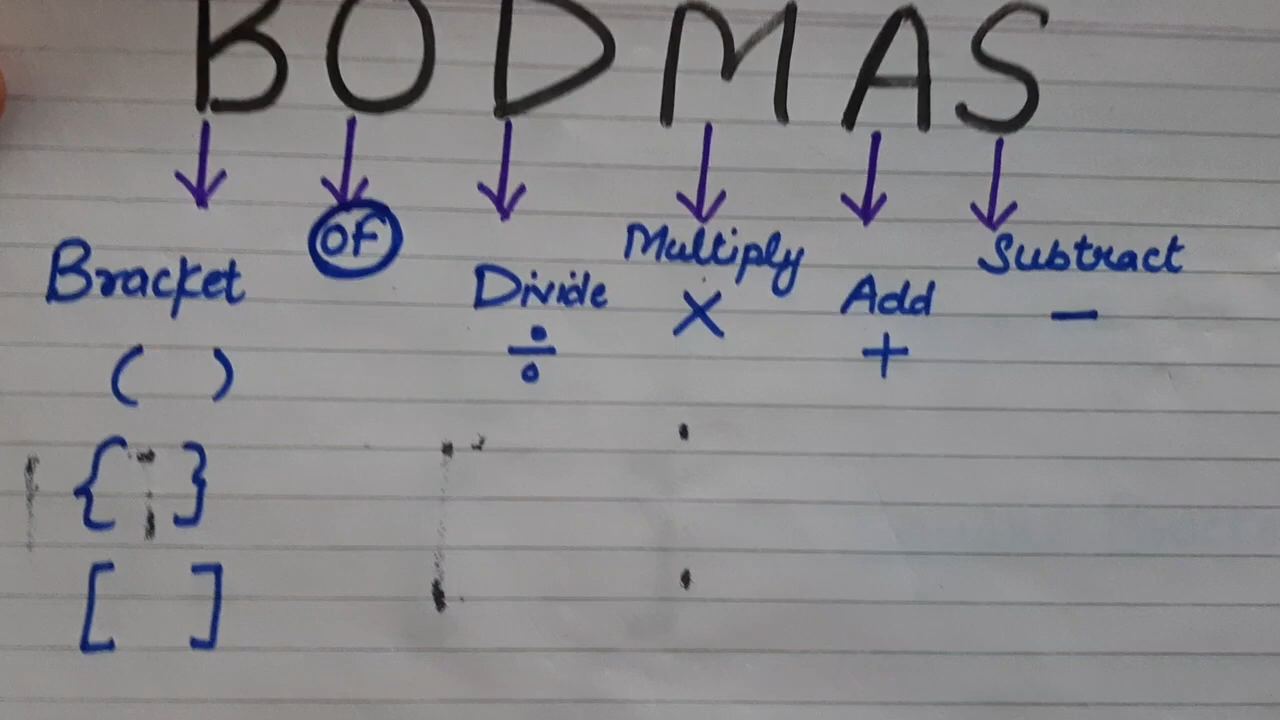 BODMAS
Bracket of Divide Multiply Add Subtract
( ) ÷ × + −
{ }
[ ]